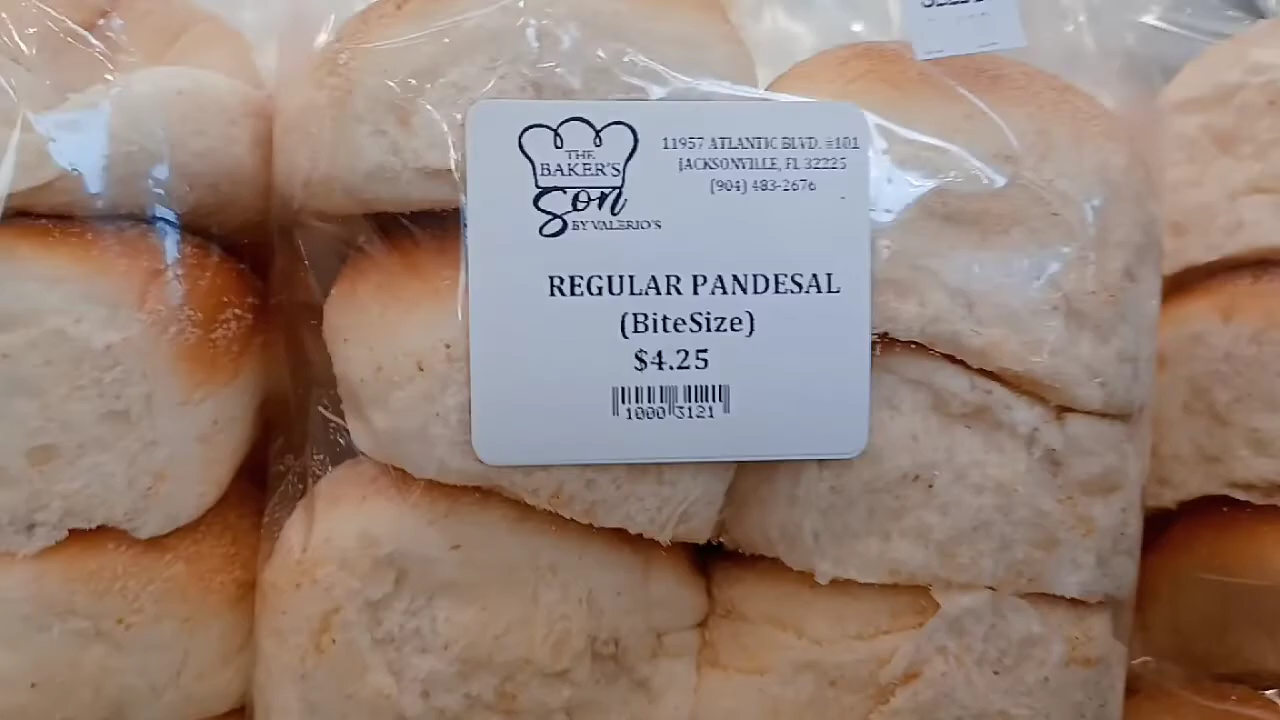 THE
BAKER'S
Son
BY VALERIO'S
11957 ATLANTIC BLVD. #101
JACKSONVILLE, FL 32225
(904) 483-2676
REGULAR PANDESAL
(BiteSize)
$4.25
1000 3121